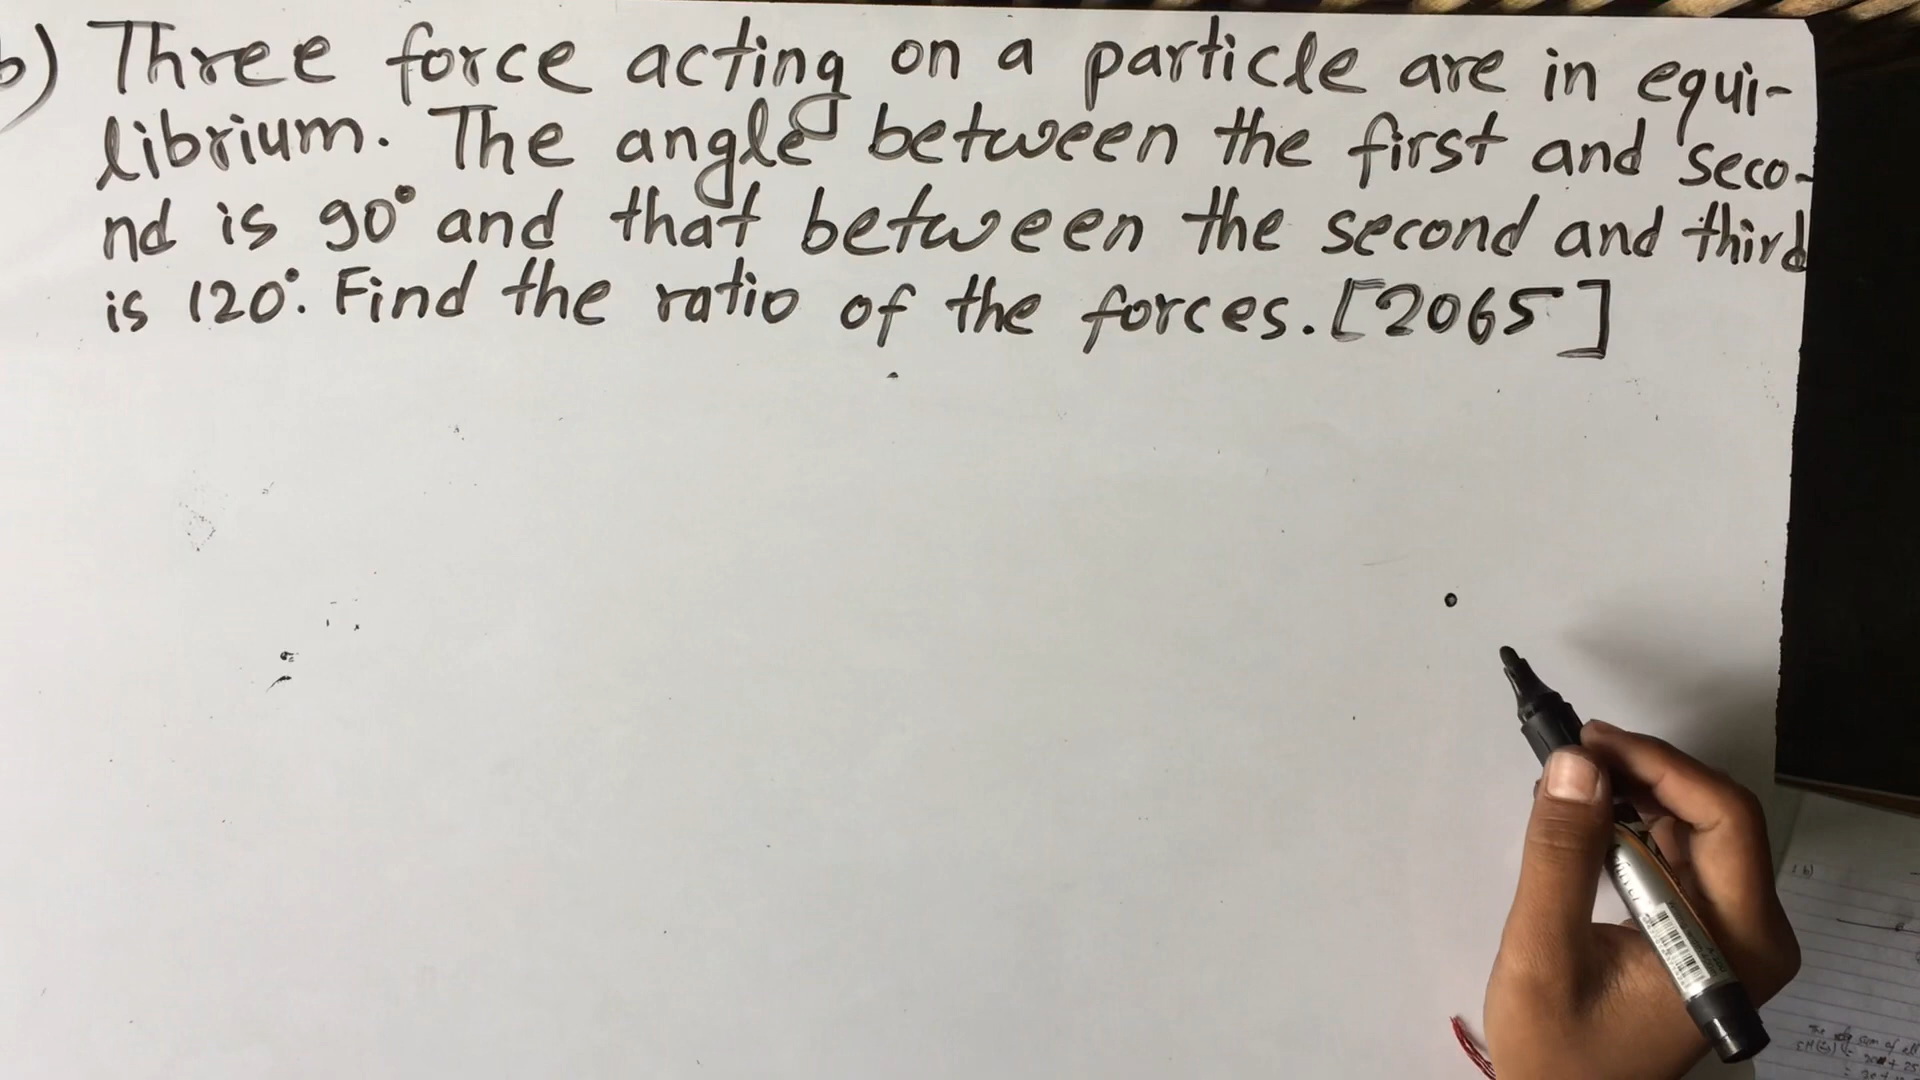 b) Three force acting on a particle are in equi-
librium. The angle between the first and seco-
nd is 90° and that between the second and third
is 120°. Find the ratio of the forces. [2065]
1 b)